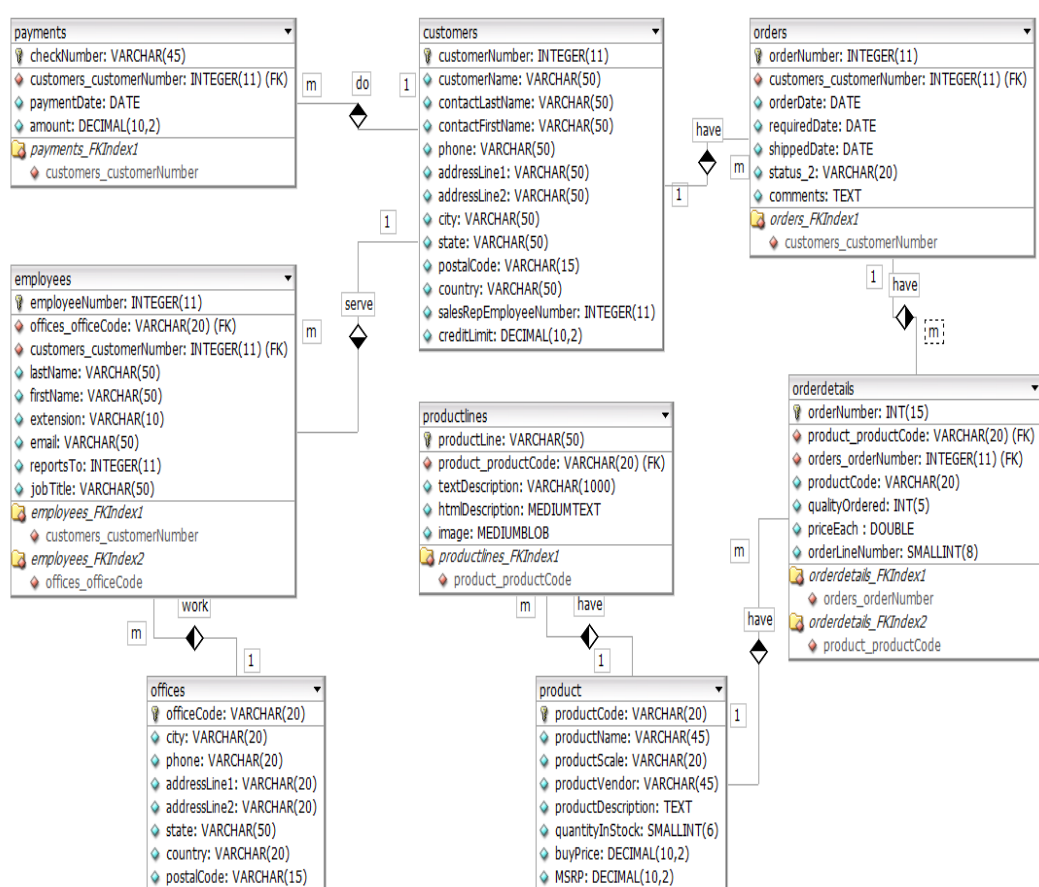 payments
checkNumber: VARCHAR(45)
customers_customerNumber: INTEGER(11) (FK)
paymentDate: DATE
amount: DECIMAL(10,2)
payments_FKIndex1
customers_customerNumber
m
do
1
customers
customerNumber: INTEGER(11)
customerName: VARCHAR(50)
contactLastName: VARCHAR(50)
contactFirstName: VARCHAR(50)
phone: VARCHAR(50)
addressLine1: VARCHAR(50)
addressLine2: VARCHAR(50)
city: VARCHAR(50)
state: VARCHAR(50)
postalCode: VARCHAR(15)
country: VARCHAR(50)
salesRepEmployeeNumber: INTEGER(11)
creditLimit: DECIMAL(10,2)
have
m
1
orders
orderNumber: INTEGER(11)
customers_customerNumber: INTEGER(11) (FK)
orderDate: DATE
requiredDate: DATE
shippedDate: DATE
status_2: VARCHAR(20)
comments: TEXT
orders_FKIndex1
customers_customerNumber
1
serve
m
1
have
m
employees
employeeNumber: INTEGER(11)
offices_officeCode: VARCHAR(20) (FK)
customers_customerNumber: INTEGER(11) (FK)
lastName: VARCHAR(50)
firstName: VARCHAR(50)
extension: VARCHAR(10)
email: VARCHAR(50)
reportsTo: INTEGER(11)
jobTitle: VARCHAR(50)
employees_FKIndex1
customers_customerNumber
employees_FKIndex2
offices_officeCode
productlines
productLine: VARCHAR(50)
product_productCode: VARCHAR(20) (FK)
textDescription: VARCHAR(1000)
htmlDescription: MEDIUMTEXT
image: MEDIUMBLOB
productlines_FKIndex1
product_productCode
orderdetails
orderNumber: INT(15)
product_productCode: VARCHAR(20) (FK)
orders_orderNumber: INTEGER(11) (FK)
productCode: VARCHAR(20)
qualityOrdered: INT(5)
priceEach : DOUBLE
orderLineNumber: SMALLINT(8)
orderdetails_FKIndex1
orders_orderNumber
orderdetails_FKIndex2
product_productCode
work
m
1
m
have
1
m
have
1
offices
officeCode: VARCHAR(20)
city: VARCHAR(20)
phone: VARCHAR(20)
addressLine1: VARCHAR(20)
addressLine2: VARCHAR(20)
state: VARCHAR(50)
country: VARCHAR(20)
postalCode: VARCHAR(15)
product
productCode: VARCHAR(20)
productName: VARCHAR(45)
productScale: VARCHAR(20)
productVendor: VARCHAR(45)
productDescription: TEXT
quantityInStock: SMALLINT(6)
buyPrice: DECIMAL(10,2)
MSRP: DECIMAL(10,2)